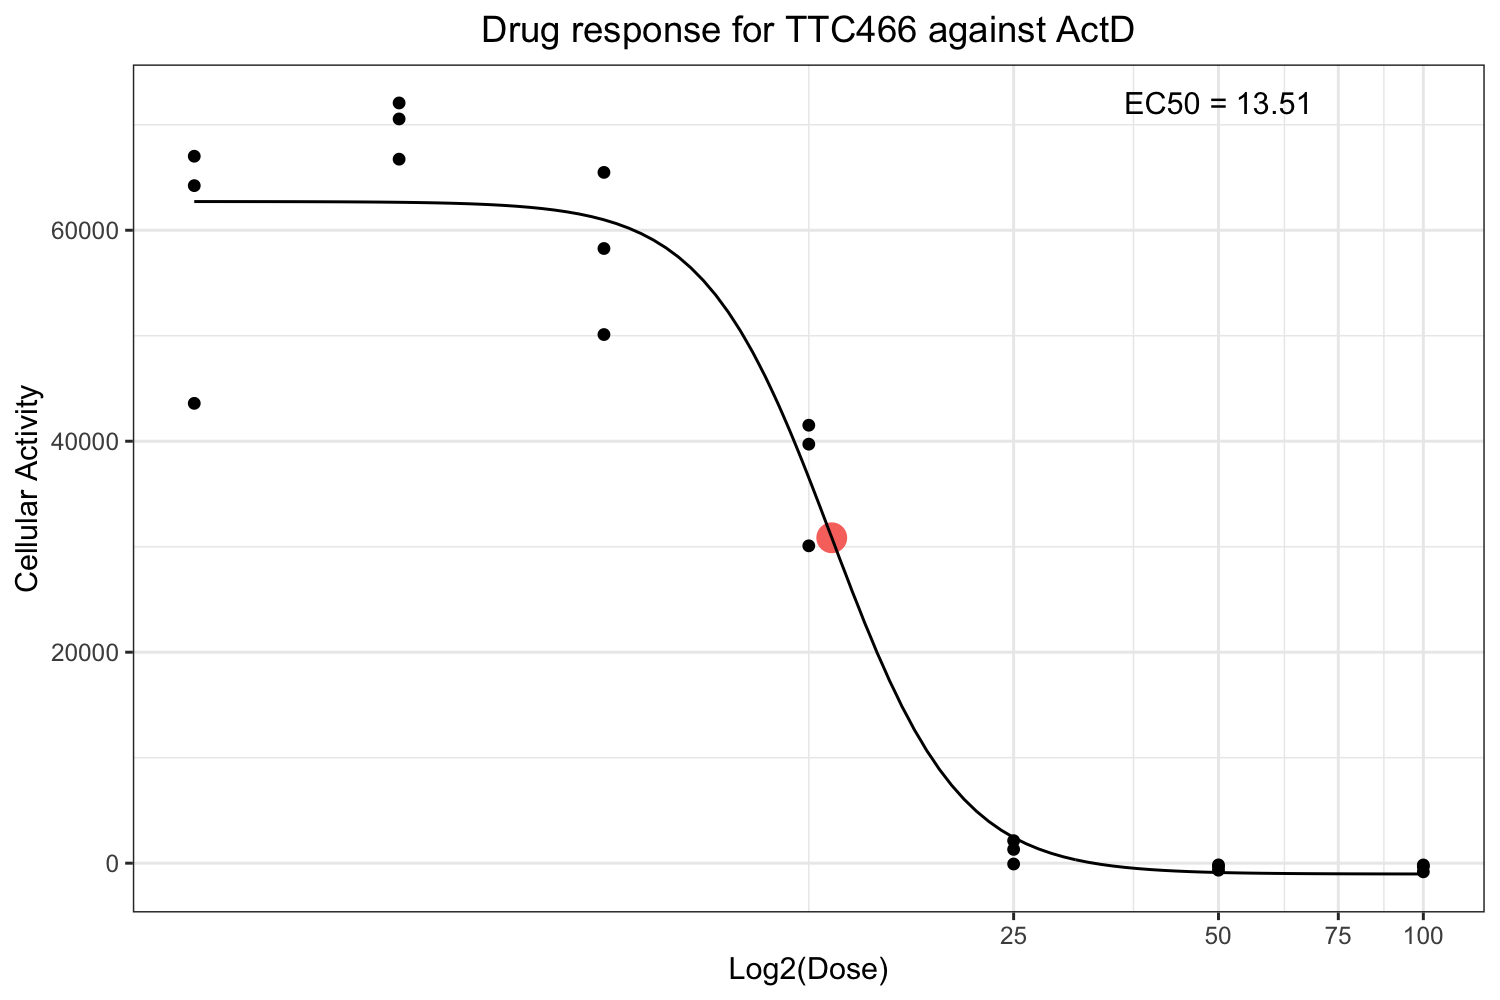 Drug response for TTC466 against ActD
EC50 = 13.51
Cellular Activity
60000
40000
20000
0
25 50 75 100
Log2(Dose)